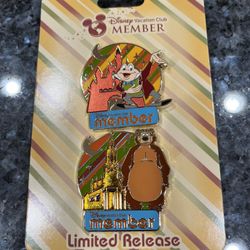 Disney Vacation Club
MEMBER
member
member
Limited Release